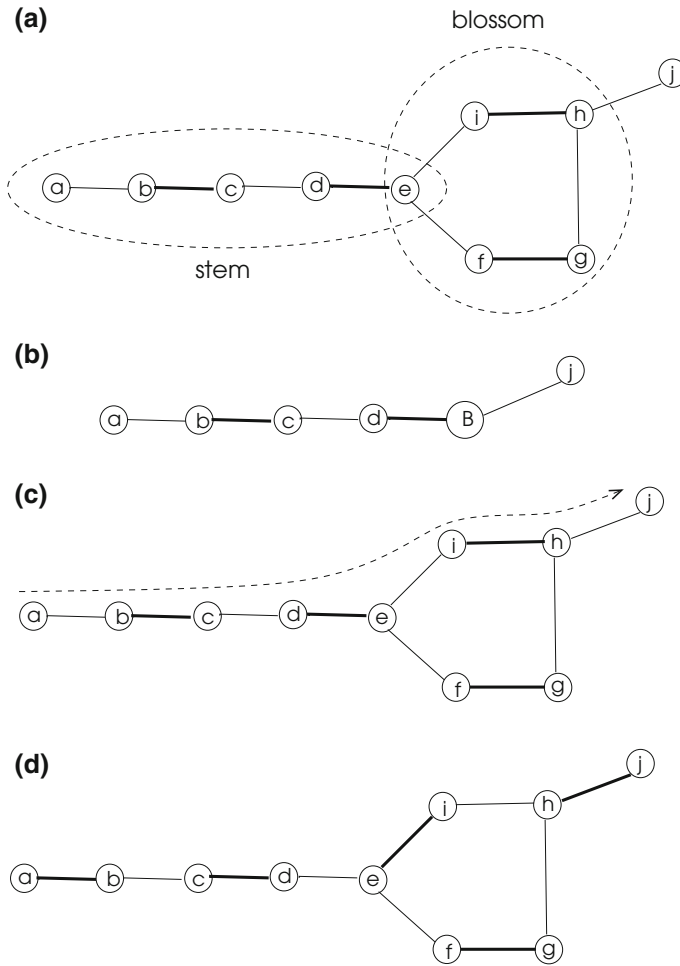 (a)
blossom
j
i h
a b c d e
f g
stem
(b)
j
a b c d B
(c)
j
i h
a b c d e
f g
(d)
j
i h
a b c d e
f g